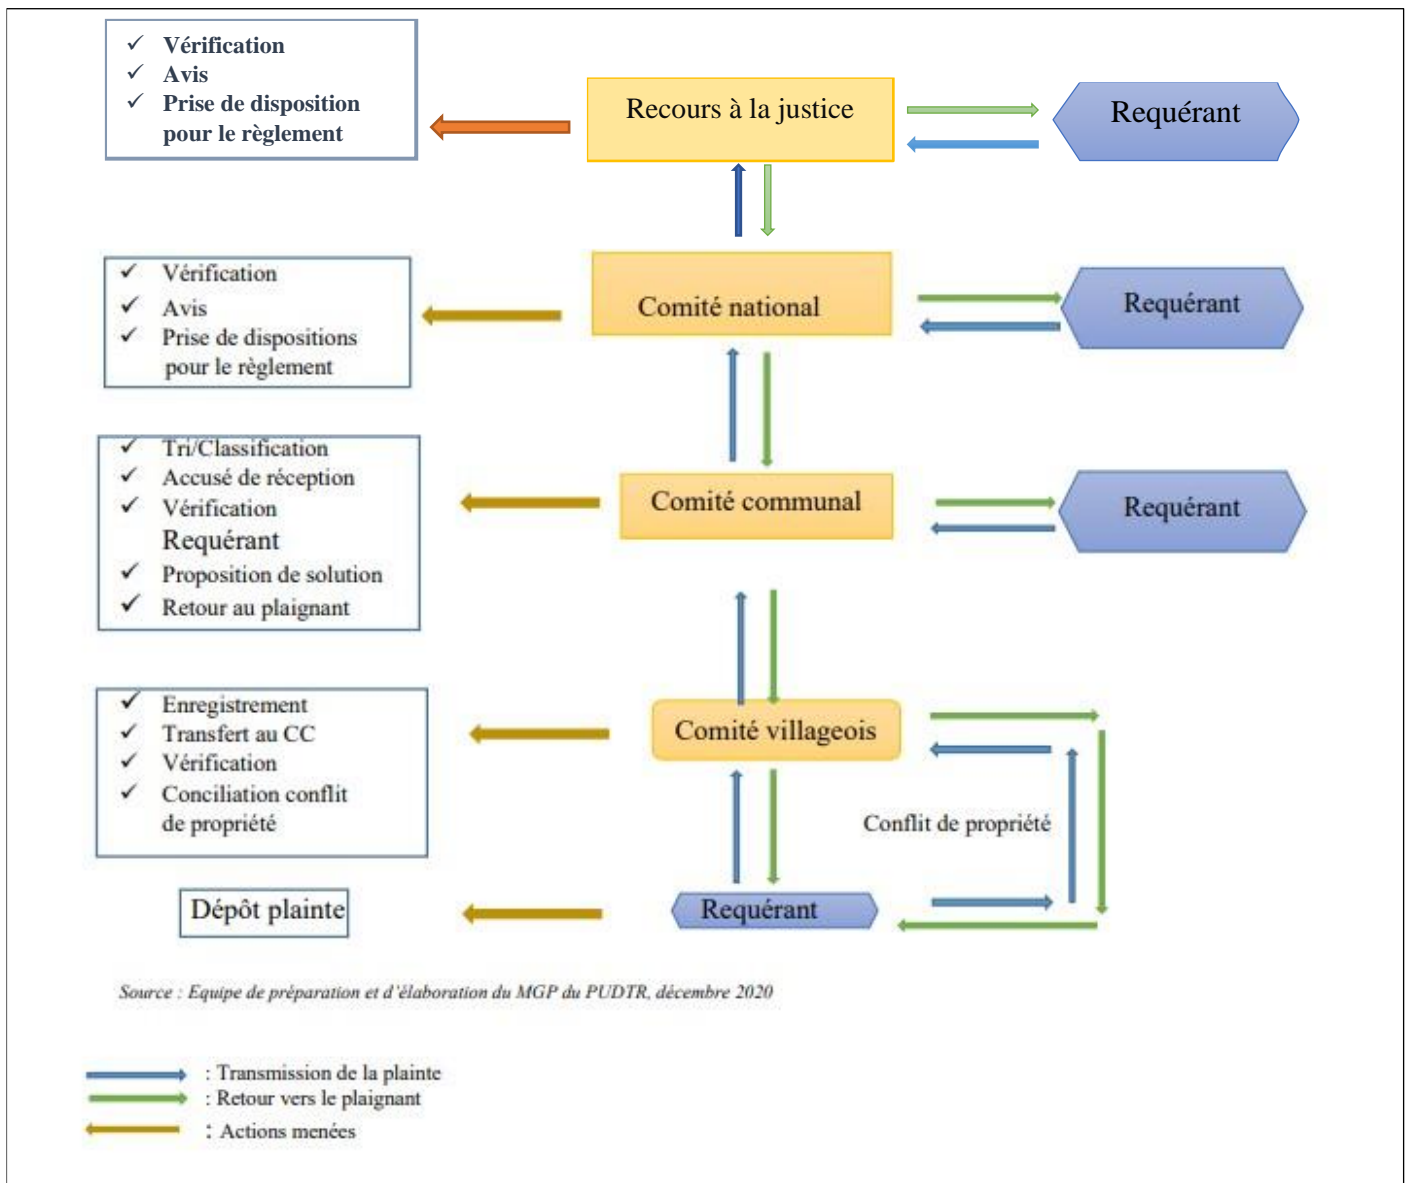 ✓ Vérification
✓ Avis
✓ Prise de disposition
pour le règlement
Recours à la justice
Requérant
✓ Vérification
✓ Avis
✓ Prise de dispositions
pour le règlement
Comité national
Requérant
✓ Tri/Classification
✓ Accusé de réception
✓ Vérification
Requérant
✓ Proposition de solution
✓ Retour au plaignant
Comité communal
Requérant
✓ Enregistrement
✓ Transfert au CC
✓ Vérification
✓ Conciliation conflit
de propriété
Comité villageois
Conflit de propriété
Dépôt plainte
Requérant
Source : Equipe de préparation et d'élaboration du MGP du PUDTR, décembre 2020
: Transmission de la plainte
: Retour vers le plaignant
: Actions menées